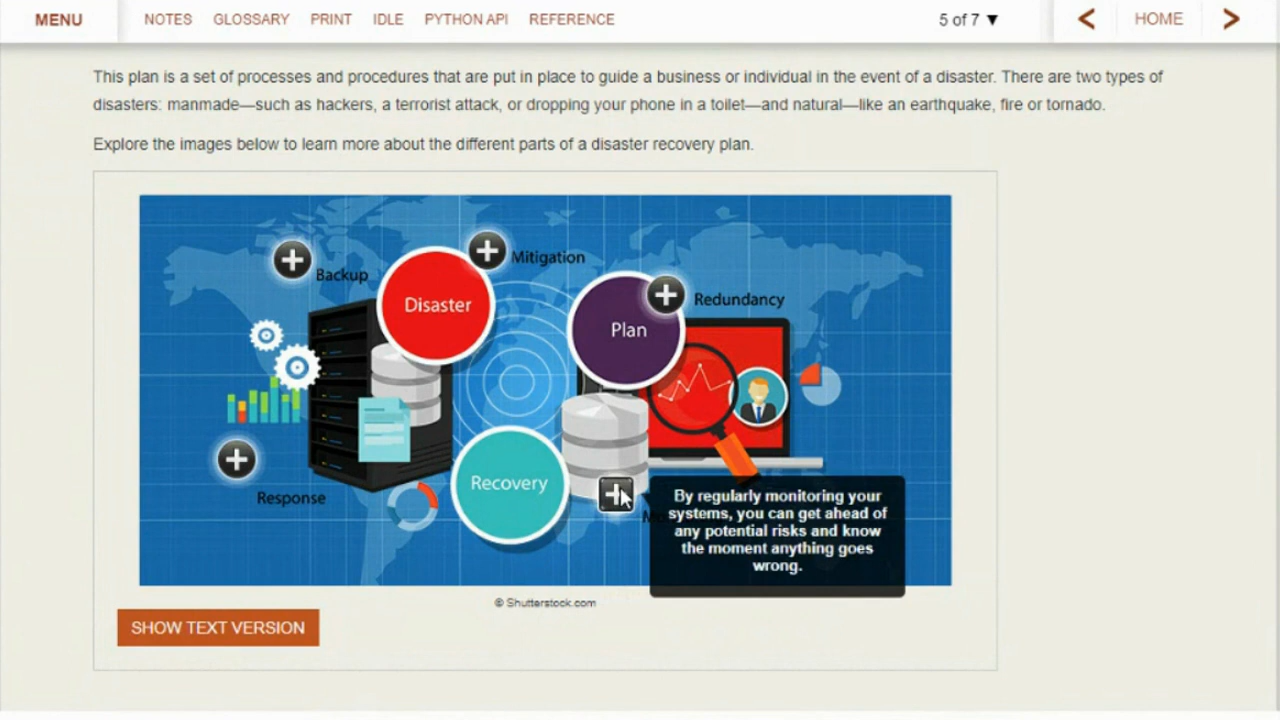 MENU NOTES GLOSSARY PRINT IDLE PYTHON API REFERENCE 5 of 7 ▼ < HOME >
This plan is a set of processes and procedures that are put in place to guide a business or individual in the event of a disaster. There are two types of
disasters: manmade—such as hackers, a terrorist attack, or dropping your phone in a toilet—and natural—like an earthquake, fire or tornado.
Explore the images below to learn more about the different parts of a disaster recovery plan.
Backup
Disaster
Mitigation
Plan
Redundancy
Response
Recovery
By regularly monitoring your
systems, you can get ahead of
any potential risks and know
the moment anything goes
wrong.
© Shutterstock.com
SHOW TEXT VERSION